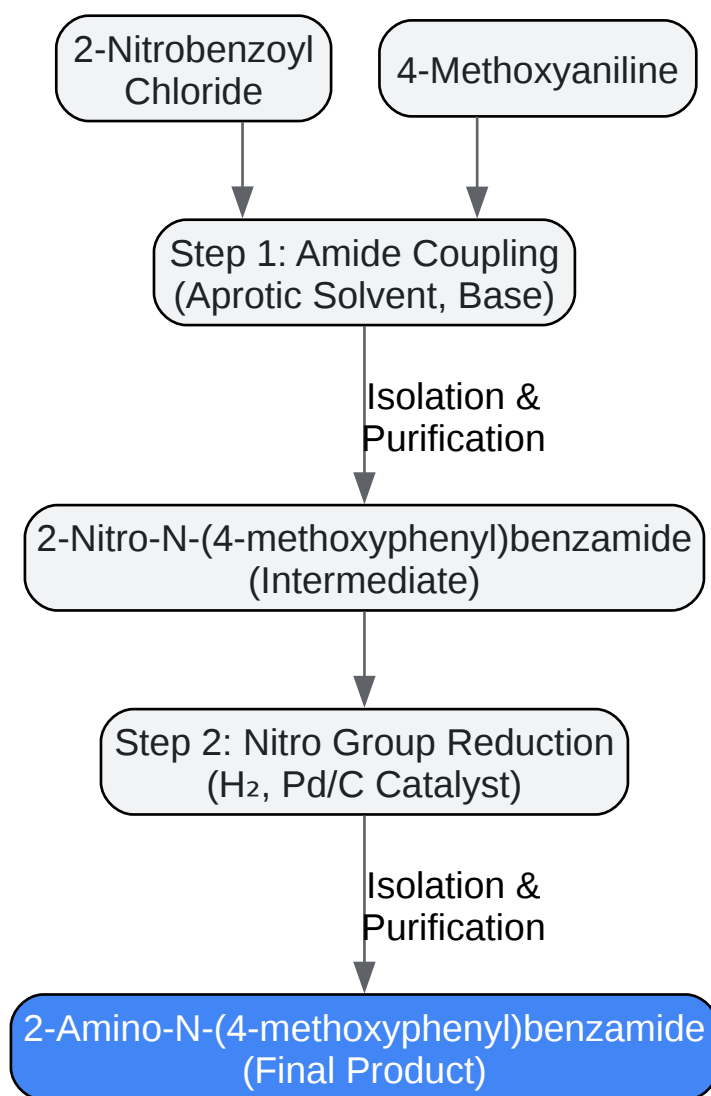 2-Nitrobenzoyl
Chloride
4-Methoxyaniline
Step 1: Amide Coupling
(Aprotic Solvent, Base)
Isolation &
Purification
2-Nitro-N-(4-methoxyphenyl)benzamide
(Intermediate)
Step 2: Nitro Group Reduction
(H₂, Pd/C Catalyst)
Isolation &
Purification
2-Amino-N-(4-methoxyphenyl)benzamide
(Final Product)